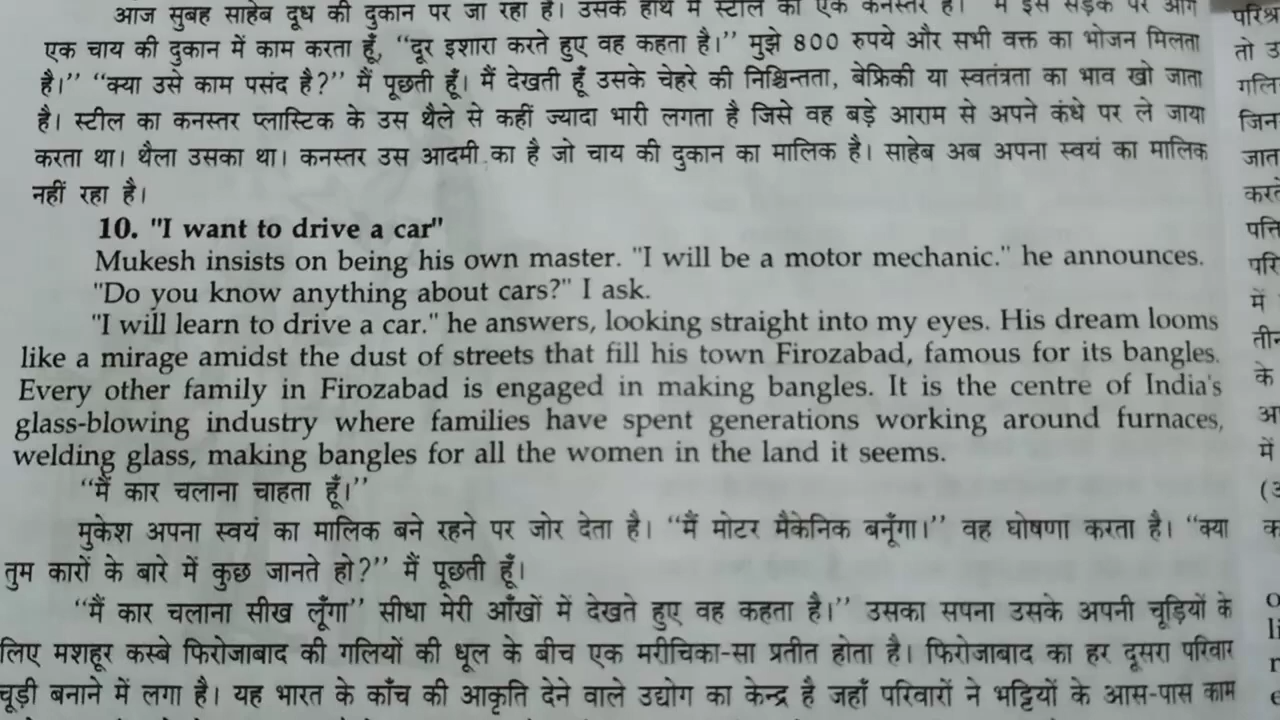 आज सुबह साहेब दूध की दुकान पर जा रहा है। उसके हाथ में स्टील का एक कनस्तर है। "मैं इस सड़क पर आगे
एक चाय की दुकान में काम करता हूँ, “दूर इशारा करते हुए वह कहता है।” मुझे 800 रुपये और सभी वक्त का भोजन मिलता
है।” “क्या उसे काम पसंद है?” मैं पूछती हूँ। मैं देखती हूँ उसके चेहरे की निश्चिन्तता, बेफ्रिकी या स्वतंत्रता का भाव खो जाता
है। स्टील का कनस्तर प्लास्टिक के उस थैले से कहीं ज्यादा भारी लगता है जिसे वह बड़े आराम से अपने कंधे पर ले जाया
करता था। थैला उसका था। कनस्तर उस आदमी का है जो चाय की दुकान का मालिक है। साहेब अब अपना स्वयं का मालिक
नहीं रहा है।
10. "I want to drive a car"
Mukesh insists on being his own master. "I will be a motor mechanic." he announces.
"Do you know anything about cars?" I ask.
"I will learn to drive a car." he answers, looking straight into my eyes. His dream looms
like a mirage amidst the dust of streets that fill his town Firozabad, famous for its bangles.
Every other family in Firozabad is engaged in making bangles. It is the centre of India's
glass-blowing industry where families have spent generations working around furnaces,
welding glass, making bangles for all the women in the land it seems.
“मैं कार चलाना चाहता हूँ।”
मुकेश अपना स्वयं का मालिक बने रहने पर जोर देता है। “मैं मोटर मैकेनिक बनूँगा।” वह घोषणा करता है। “क्या
तुम कारों के बारे में कुछ जानते हो?” मैं पूछती हूँ।
“मैं कार चलाना सीख लूँगा” सीधा मेरी आँखों में देखते हुए वह कहता है।” उसका सपना उसके अपनी चूड़ियों के
लिए मशहूर कस्बे फिरोजाबाद की गलियों की धूल के बीच एक मरीचिका-सा प्रतीत होता है। फिरोजाबाद का हर दूसरा परिवार
चूड़ी बनाने में लगा है। यह भारत के काँच की आकृति देने वाले उद्योग का केन्द्र है जहाँ परिवारों ने भट्टियों के आस-पास काम